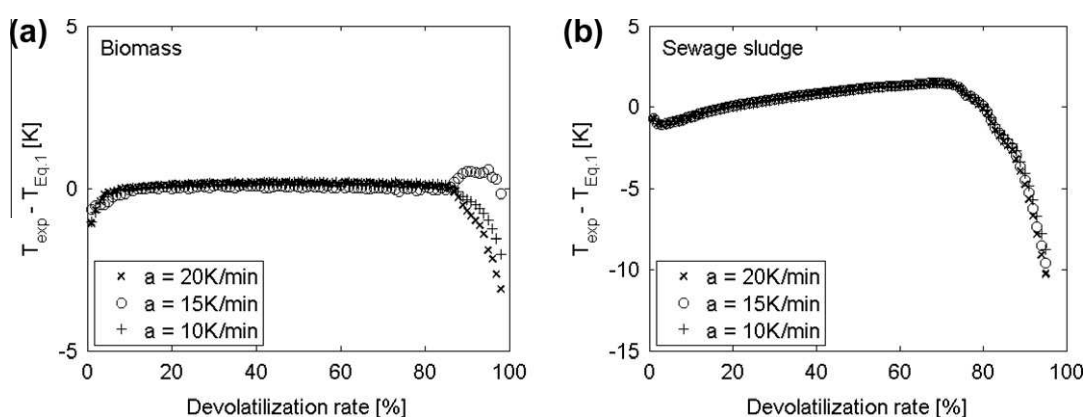 (a)
Biomass
5
0
-5
T_exp - T_Eq.1 [K]
× a = 20K/min
○ a = 15K/min
+ a = 10K/min
0 20 40 60 80 100
Devolatilization rate [%]
(b)
Sewage sludge
5
0
-5
-10
-15
T_exp - T_Eq.1 [K]
× a = 20K/min
○ a = 15K/min
+ a = 10K/min
0 20 40 60 80 100
Devolatilization rate [%]